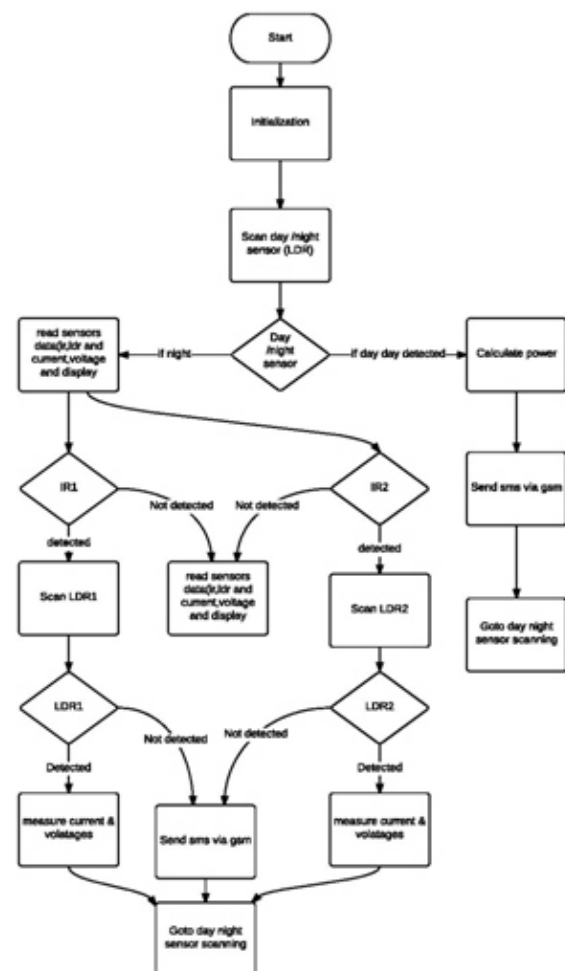 Start
Initialization
Scan day /night
sensor (LDR)
read sensors
data(ir,ldr and
current,voltage
and display
if night
Day
/night
sensor
if day day detected
Calculate power
IR1
Not detected
Not detected
IR2
Send sms via gsm
detected
detected
Scan LDR1
read sensors
data(ir,ldr and
current,voltage
and display
Scan LDR2
Goto day night
sensor scanning
LDR1
Not detected
Not detected
LDR2
Detected
Detected
measure current &
volatages
Send sms via gsm
measure current &
volatages
Goto day night
sensor scanning